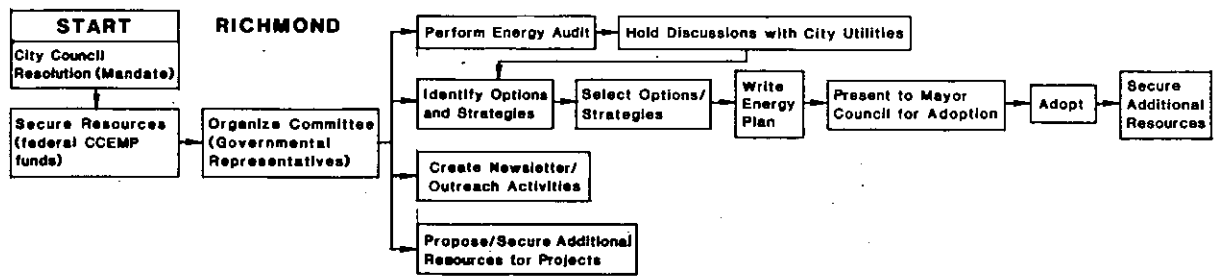 START
RICHMOND
City Council
Resolution (Mandate)
Secure Resources
(federal CCEMP
funds)
Organize Committee
(Governmental
Representatives)
Perform Energy Audit
Hold Discussions with City Utilities
Identify Options
and Strategies
Select Options/
Strategies
Write
Energy
Plan
Present to Mayor
Council for Adoption
Adopt
Secure
Additional
Resources
Create Newsletter/
Outreach Activities
Propose/Secure Additional
Resources for Projects